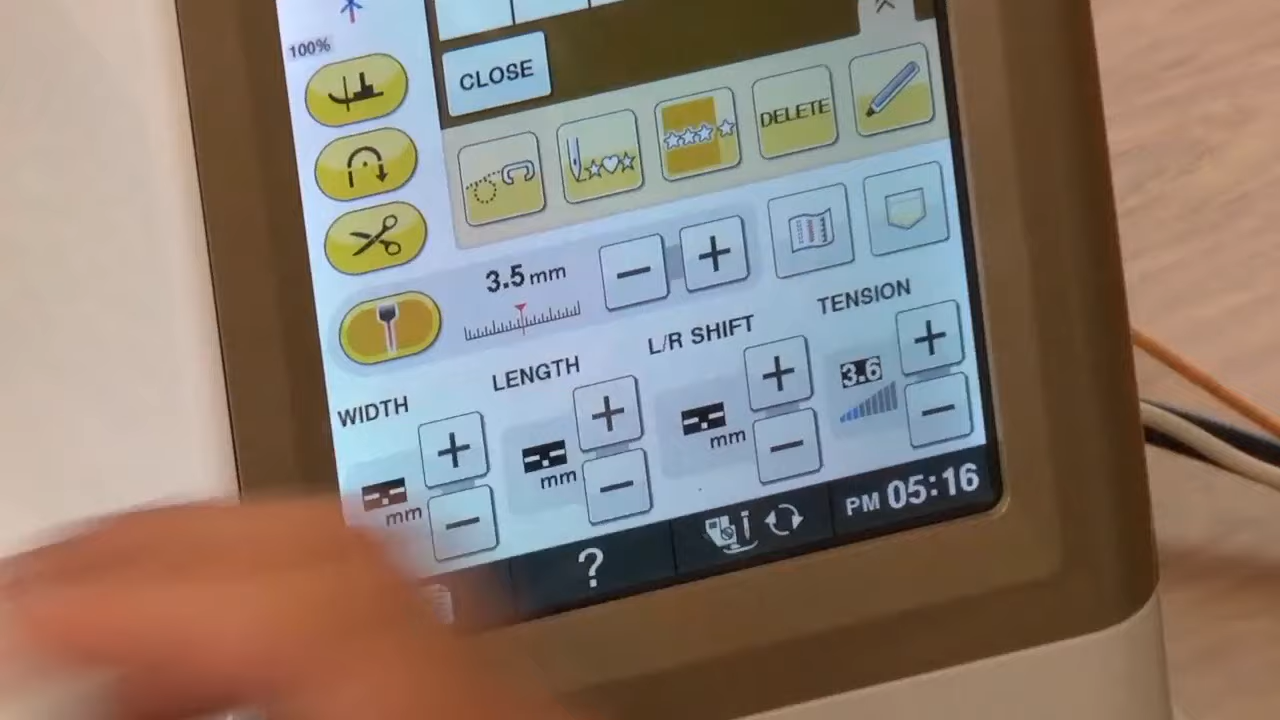 100%
CLOSE
DELETE
3.5 mm
TENSION
L/R SHIFT
LENGTH
WIDTH
3.6
mm
mm
mm
PM 05:16
?